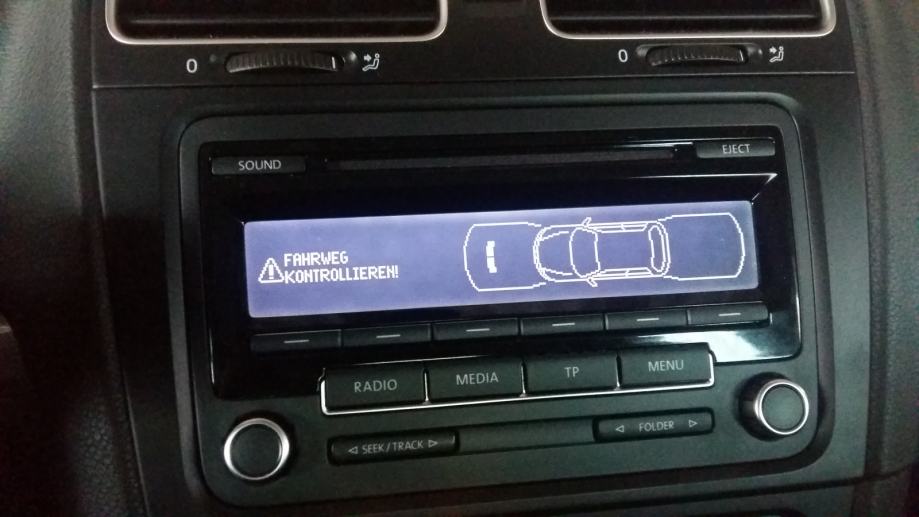 0
0
SOUND
EJECT
FAHRWEG
KONTROLLIEREN!
RADIO
MEDIA
TP
MENU
SEEK/TRACK
FOLDER